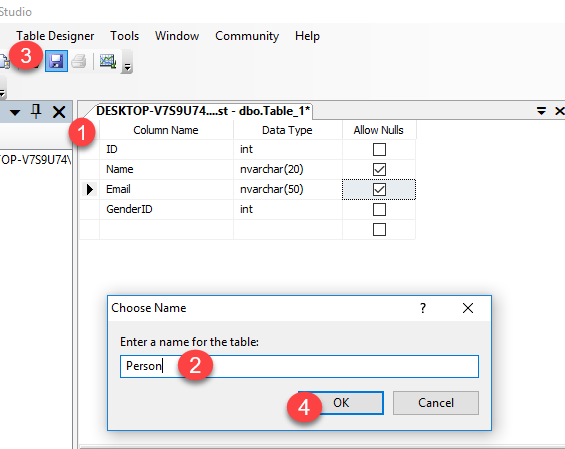 Studio
Table Designer Tools Window Community Help
3
DESKTOP-V7S9U74....st - dbo.Table_1*
1
Column Name Data Type Allow Nulls
ID int
TOP-V7S9U74\
Name nvarchar(20)
Email nvarchar(50)
GenderID int
Choose Name ?
Enter a name for the table:
Person 2
4 OK Cancel